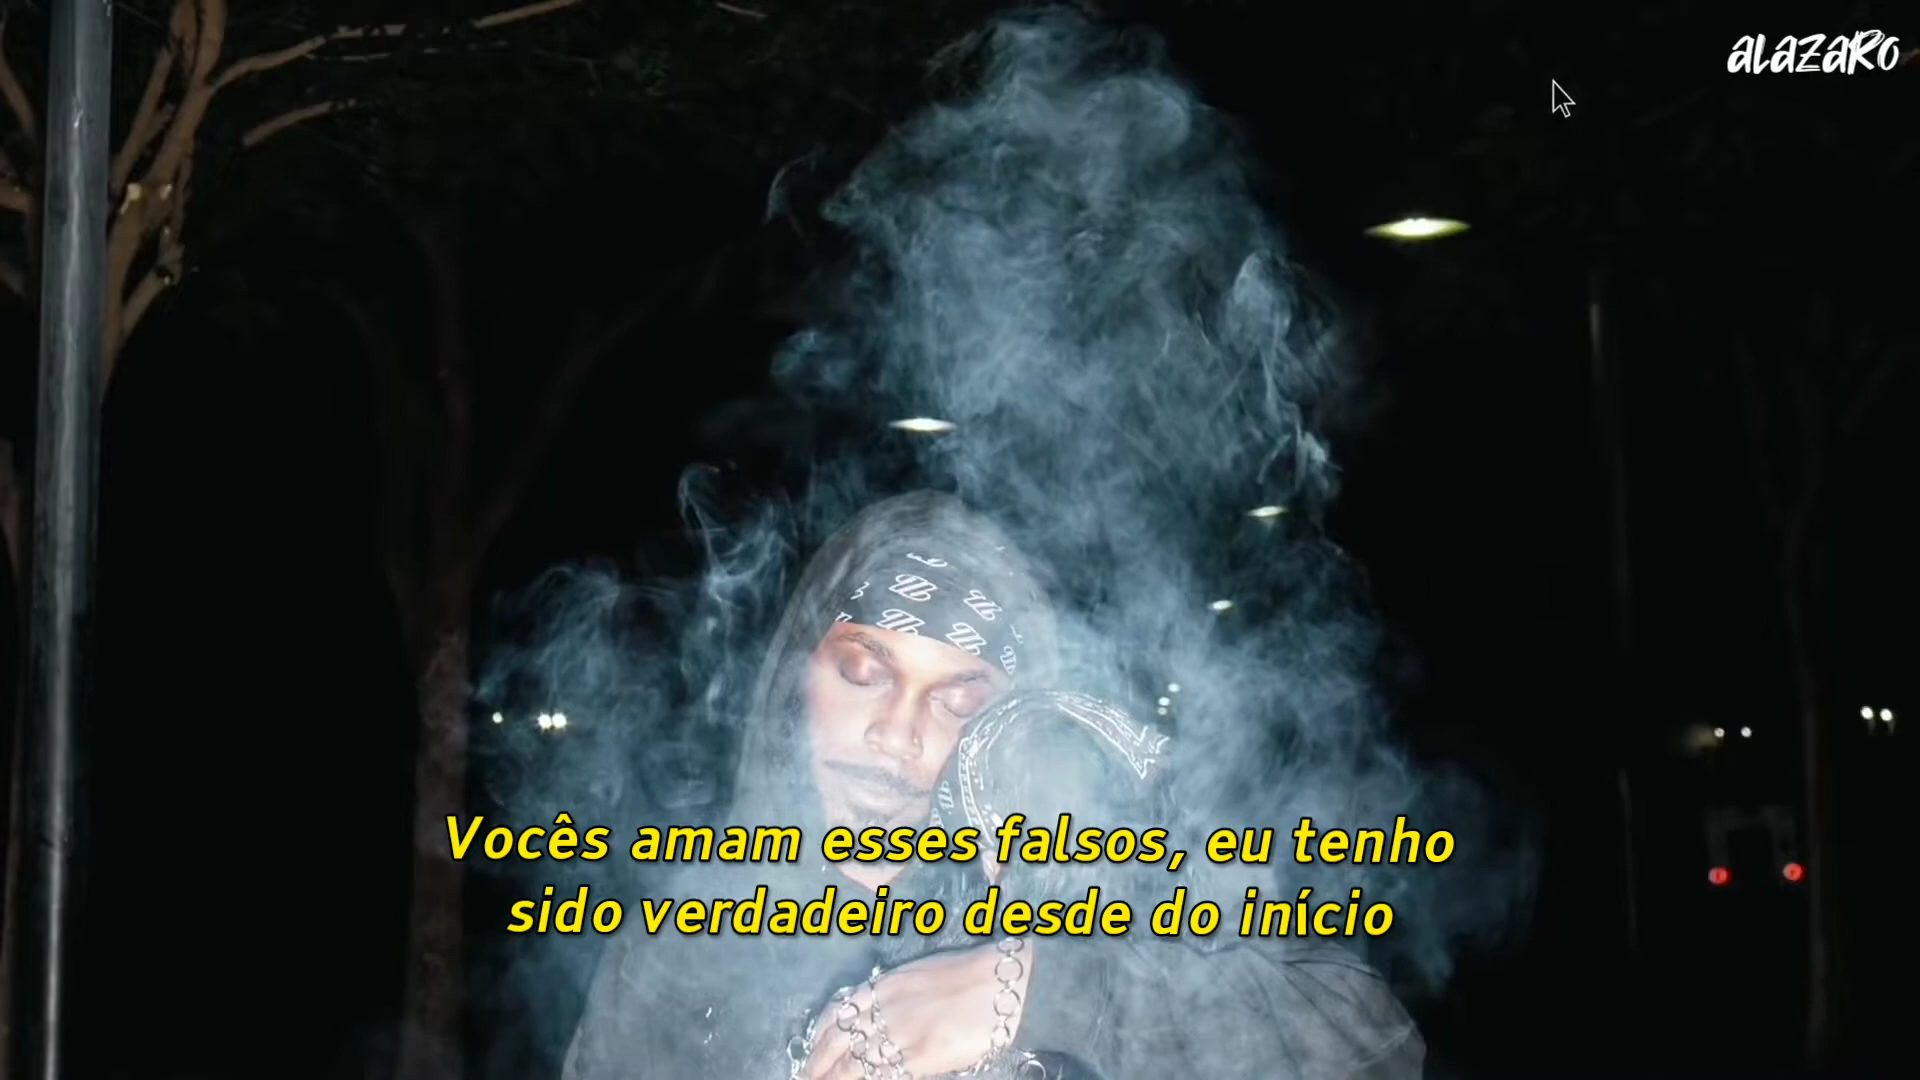 aLazaRo
Vocês amam esses falsos, eu tenho
sido verdadeiro desde do início